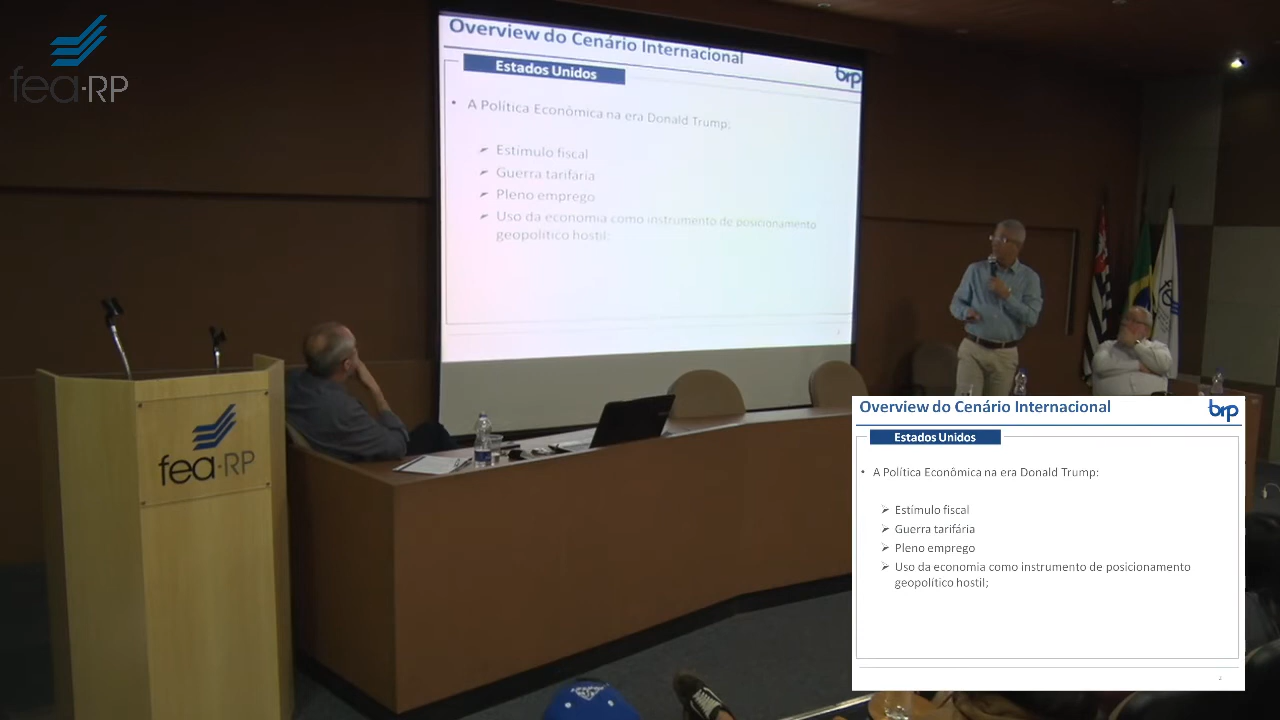 fea-RP
Overview do Cenário Internacional
brp
Estados Unidos
• A Política Econômica na era Donald Trump:
➢ Estímulo fiscal
➢ Guerra tarifária
➢ Pleno emprego
➢ Uso da economia como instrumento de posicionamento
geopolítico hostil;
fea-RP
Overview do Cenário Internacional
brp
Estados Unidos
• A Política Econômica na era Donald Trump:
➢ Estímulo fiscal
➢ Guerra tarifária
➢ Pleno emprego
➢ Uso da economia como instrumento de posicionamento
geopolítico hostil;
2